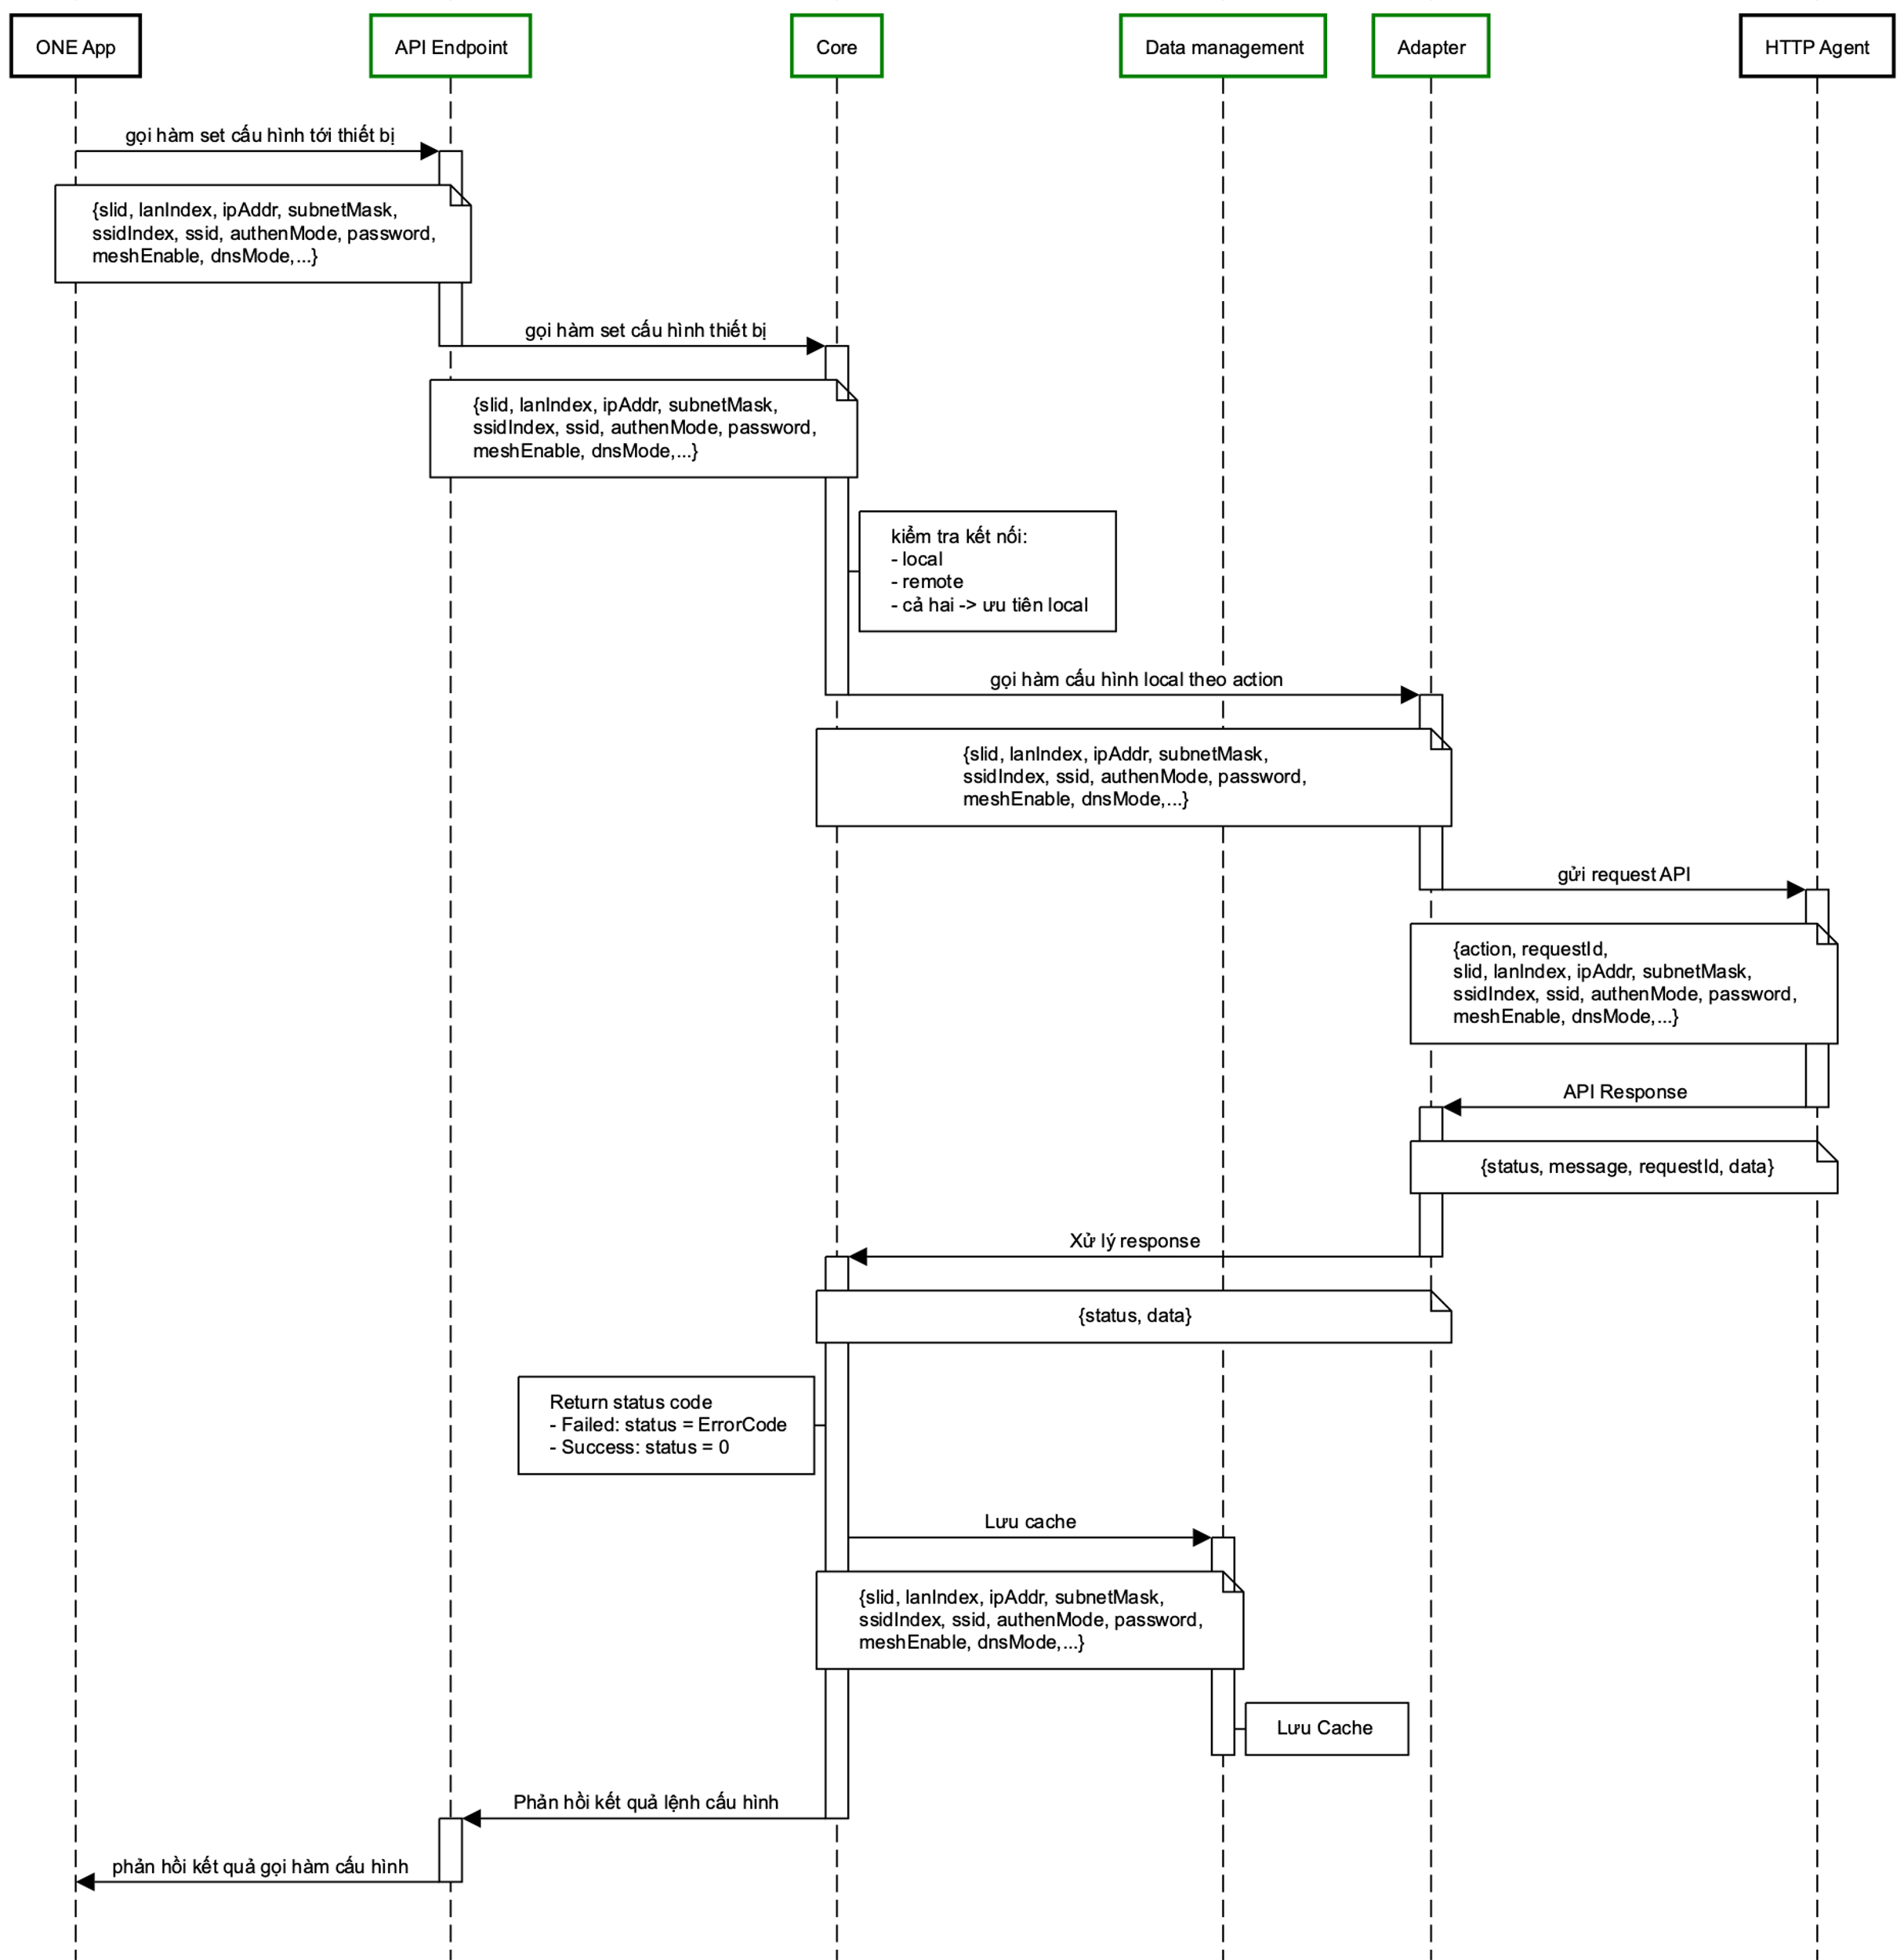 ONE App
API Endpoint
Core
Data management
Adapter
HTTP Agent
gọi hàm set cấu hình tới thiết bị
{slid, lanIndex, ipAddr, subnetMask,
ssidIndex, ssid, authenMode, password,
meshEnable, dnsMode,...}
gọi hàm set cấu hình thiết bị
{slid, lanIndex, ipAddr, subnetMask,
ssidIndex, ssid, authenMode, password,
meshEnable, dnsMode,...}
kiểm tra kết nối:
- local
- remote
- cả hai -> ưu tiên local
gọi hàm cấu hình local theo action
{slid, lanIndex, ipAddr, subnetMask,
ssidIndex, ssid, authenMode, password,
meshEnable, dnsMode,...}
gửi request API
{action, requestId,
slid, lanIndex, ipAddr, subnetMask,
ssidIndex, ssid, authenMode, password,
meshEnable, dnsMode,...}
API Response
{status, message, requestId, data}
Xử lý response
{status, data}
Return status code
- Failed: status = ErrorCode
- Success: status = 0
Lưu cache
{slid, lanIndex, ipAddr, subnetMask,
ssidIndex, ssid, authenMode, password,
meshEnable, dnsMode,...}
Lưu Cache
Phản hồi kết quả lệnh cấu hình
phản hồi kết quả gọi hàm cấu hình